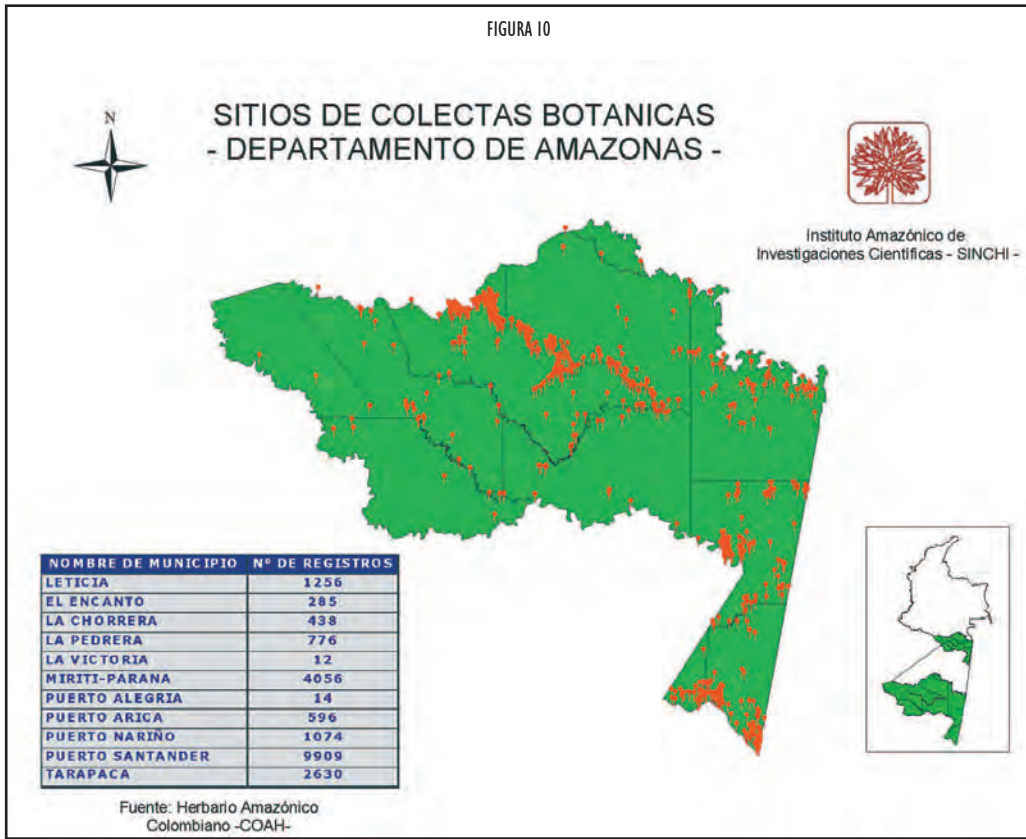 FIGURA 10
N
SITIOS DE COLECTAS BOTANICAS
- DEPARTAMENTO DE AMAZONAS -
Instituto Amazónico de
Investigaciones Científicas - SINCHI -
NOMBRE DE MUNICIPIO Nº DE REGISTROS
LETICIA 1256
EL ENCANTO 285
LA CHORRERA 438
LA PEDRERA 776
LA VICTORIA 12
MIRITI-PARANA 4056
PUERTO ALEGRIA 14
PUERTO ARICA 596
PUERTO NARIÑO 1074
PUERTO SANTANDER 9909
TARAPACA 2630
Fuente: Herbario Amazónico
Colombiano -COAH-